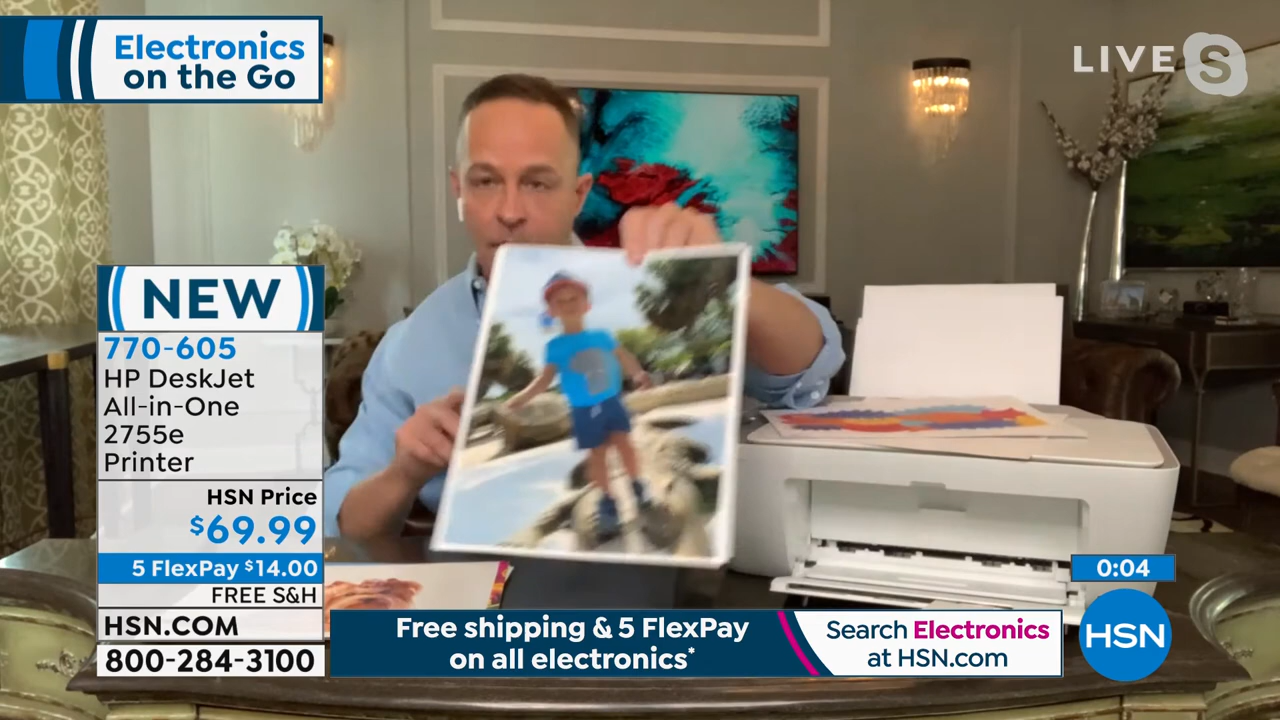 Electronics
on the Go
LIVE S
NEW
770-605
HP DeskJet
All-in-One
2755e
Printer
HSN Price
$69.99
5 FlexPay $14.00
FREE S&H
HSN.COM
800-284-3100
Free shipping & 5 FlexPay
on all electronics*
Search Electronics
at HSN.com
0:04
HSN